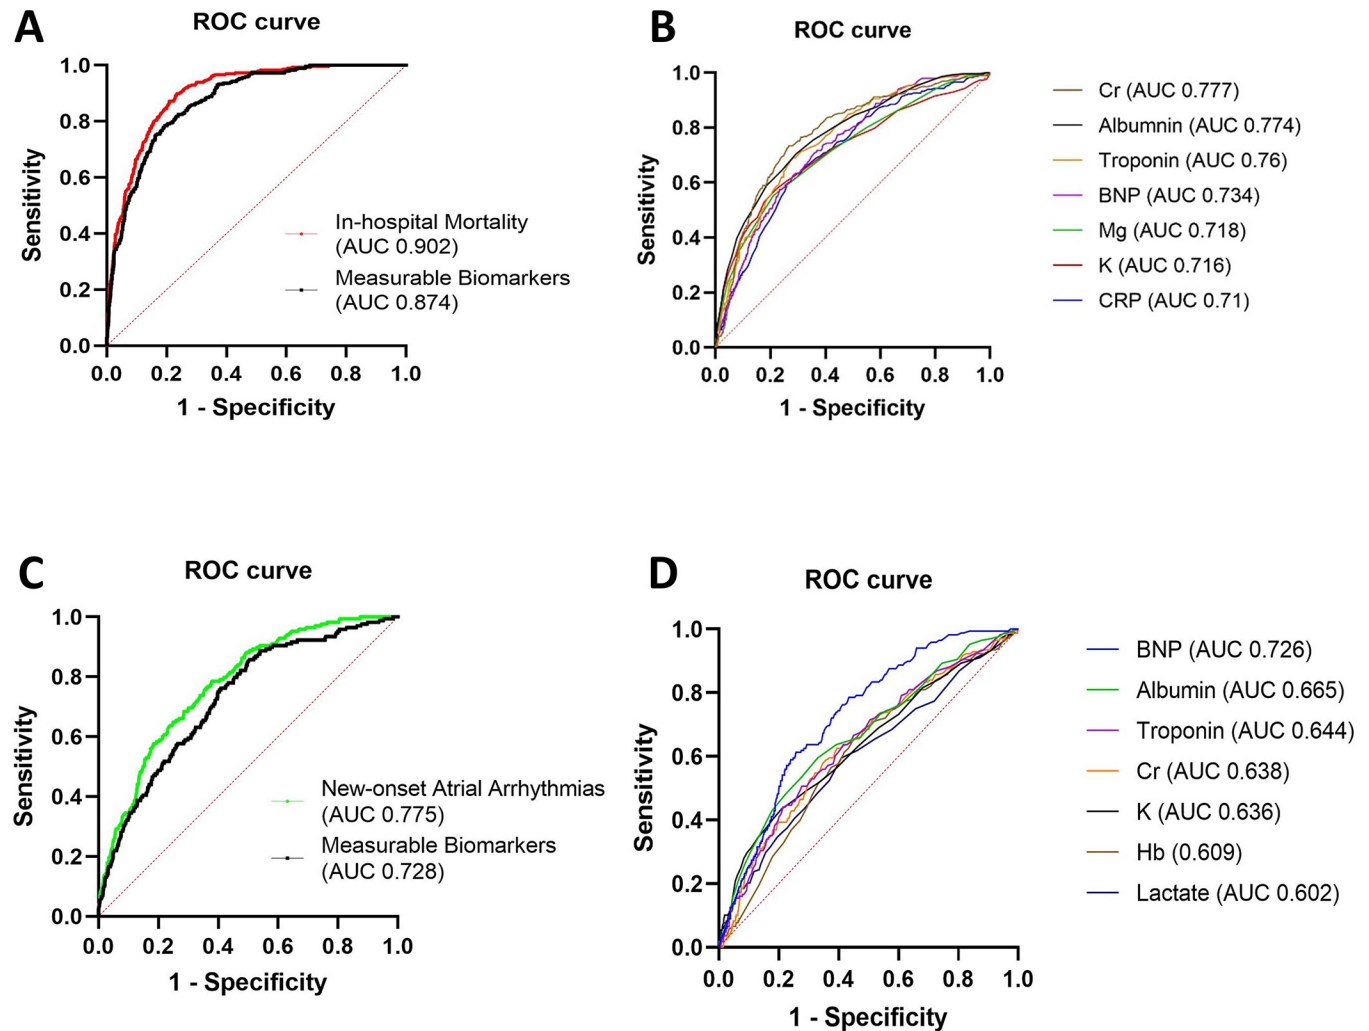 A
ROC curve
Sensitivity
1.0
0.8
0.6
0.4
0.2
0.0
0.0 0.2 0.4 0.6 0.8 1.0
1 - Specificity
In-hospital Mortality
(AUC 0.902)
Measurable Biomarkers
(AUC 0.874)
B
ROC curve
Sensitivity
1.0
0.8
0.6
0.4
0.2
0.0
0.0 0.2 0.4 0.6 0.8 1.0
1 - Specificity
Cr (AUC 0.777)
Albumnin (AUC 0.774)
Troponin (AUC 0.76)
BNP (AUC 0.734)
Mg (AUC 0.718)
K (AUC 0.716)
CRP (AUC 0.71)
C
ROC curve
Sensitivity
1.0
0.8
0.6
0.4
0.2
0.0
0.0 0.2 0.4 0.6 0.8 1.0
1 - Specificity
New-onset Atrial Arrhythmias
(AUC 0.775)
Measurable Biomarkers
(AUC 0.728)
D
ROC curve
Sensitivity
1.0
0.8
0.6
0.4
0.2
0.0
0.0 0.2 0.4 0.6 0.8 1.0
1 - Specificity
BNP (AUC 0.726)
Albumin (AUC 0.665)
Troponin (AUC 0.644)
Cr (AUC 0.638)
K (AUC 0.636)
Hb (0.609)
Lactate (AUC 0.602)